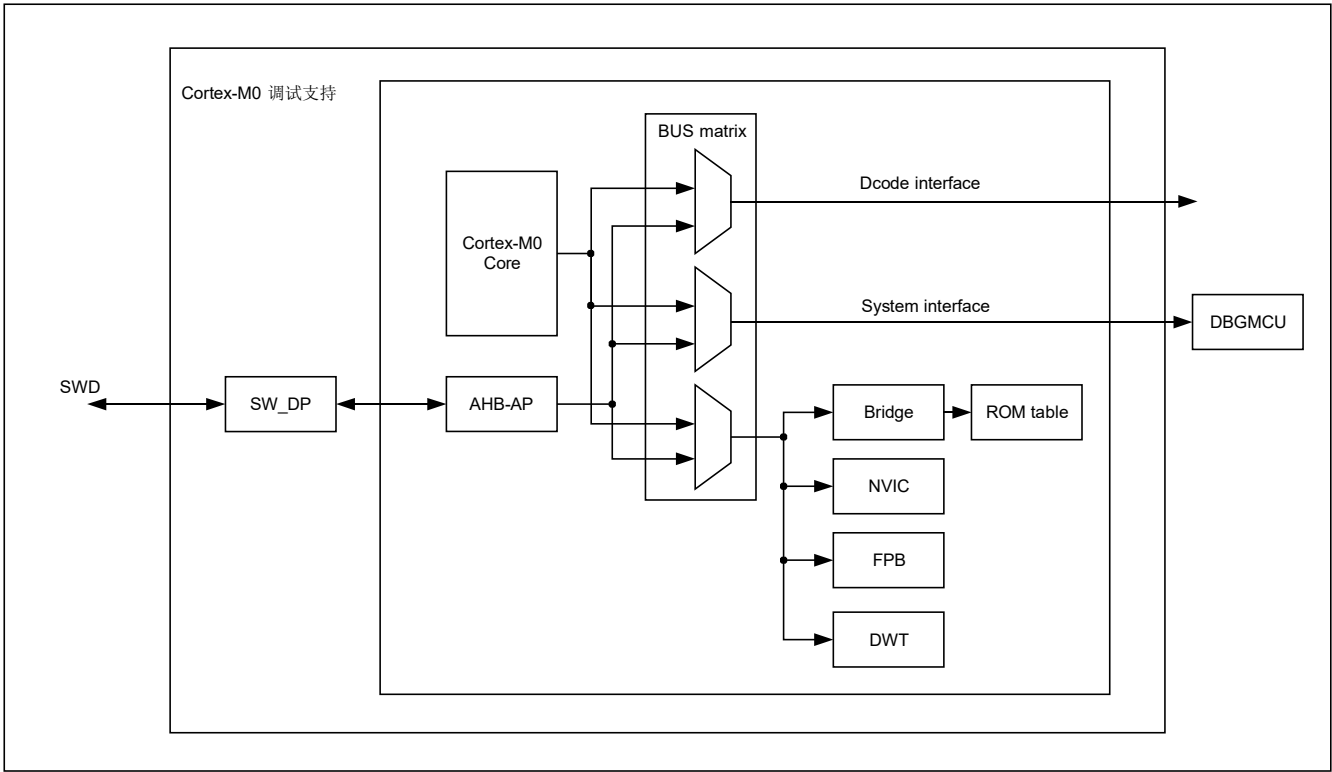 Cortex-M0 调试支持
BUS matrix
Dcode interface
Cortex-M0
Core
System interface
DBGMCU
SWD
SW_DP
AHB-AP
Bridge
ROM table
NVIC
FPB
DWT